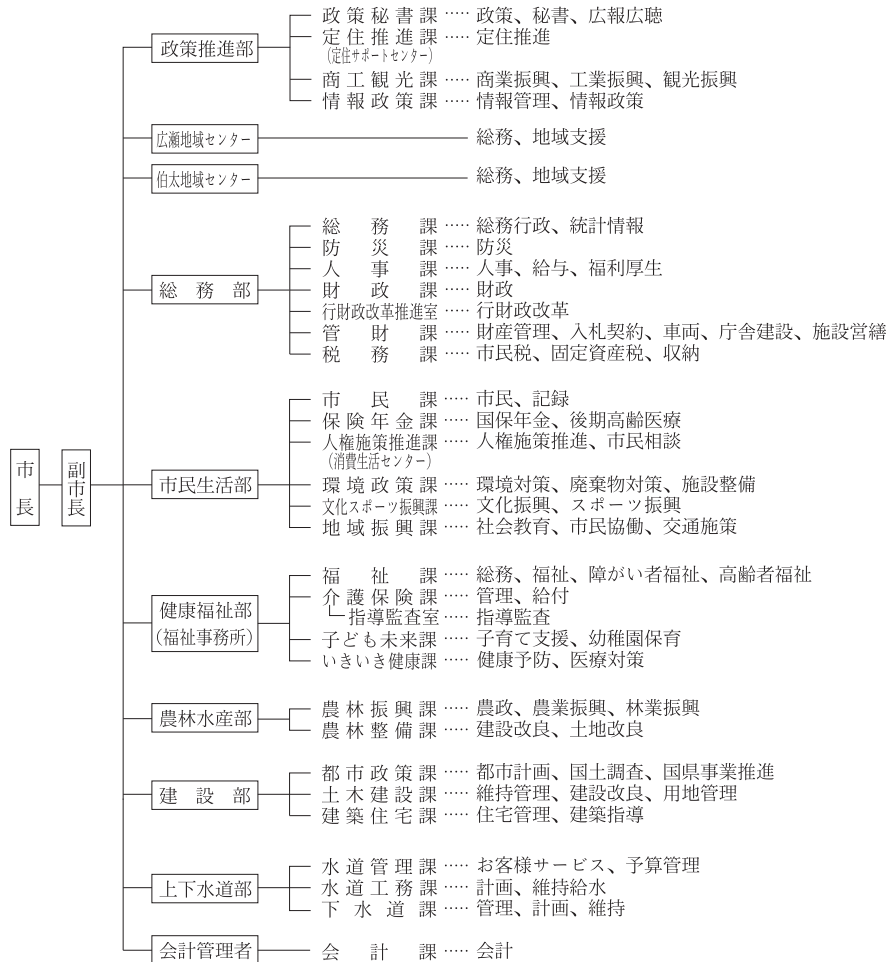 政策秘書課 ‥‥‥ 政策、秘書、広報広聴
定住推進課 ‥‥‥ 定住推進
政策推進部
(定住サポートセンター)
商工観光課 ‥‥‥ 商業振興、工業振興、観光振興
情報政策課 ‥‥‥ 情報管理、情報政策
広瀬地域センター 総務、地域支援
伯太地域センター 総務、地域支援
総務課 ‥‥‥ 総務行政、統計情報
防災課 ‥‥‥ 防災
人事課 ‥‥‥ 人事、給与、福利厚生
総務部 財政課 ‥‥‥ 財政
行財政改革推進室 ‥‥‥ 行財政改革
管財課 ‥‥‥ 財産管理、入札契約、車両、庁舎建設、施設営繕
税務課 ‥‥‥ 市民税、固定資産税、収納
市民課 ‥‥‥ 市民、記録
保険年金課 ‥‥‥ 国保年金、後期高齢医療
人権施策推進課 ‥‥‥ 人権施策推進、市民相談
(消費生活センター)
市長
副市長
市民生活部 環境政策課 ‥‥‥ 環境対策、廃棄物対策、施設整備
文化スポーツ振興課 ‥‥‥ 文化振興、スポーツ振興
地域振興課 ‥‥‥ 社会教育、市民協働、交通施策
福祉課 ‥‥‥ 総務、福祉、障がい者福祉、高齢者福祉
介護保険課 ‥‥‥ 管理、給付
健康福祉部
指導監査室 ‥‥‥ 指導監査
(福祉事務所)
子ども未来課 ‥‥‥ 子育て支援、幼稚園保育
いきいき健康課 ‥‥‥ 健康予防、医療対策
農林振興課 ‥‥‥ 農政、農業振興、林業振興
農林水産部
農林整備課 ‥‥‥ 建設改良、土地改良
都市政策課 ‥‥‥ 都市計画、国土調査、国県事業推進
建設部 土木建設課 ‥‥‥ 維持管理、建設改良、用地管理
建築住宅課 ‥‥‥ 住宅管理、建築指導
水道管理課 ‥‥‥ お客様サービス、予算管理
上下水道部 水道工務課 ‥‥‥ 計画、維持給水
下水道課 ‥‥‥ 管理、計画、維持
会計管理者 会計課 ‥‥‥ 会計